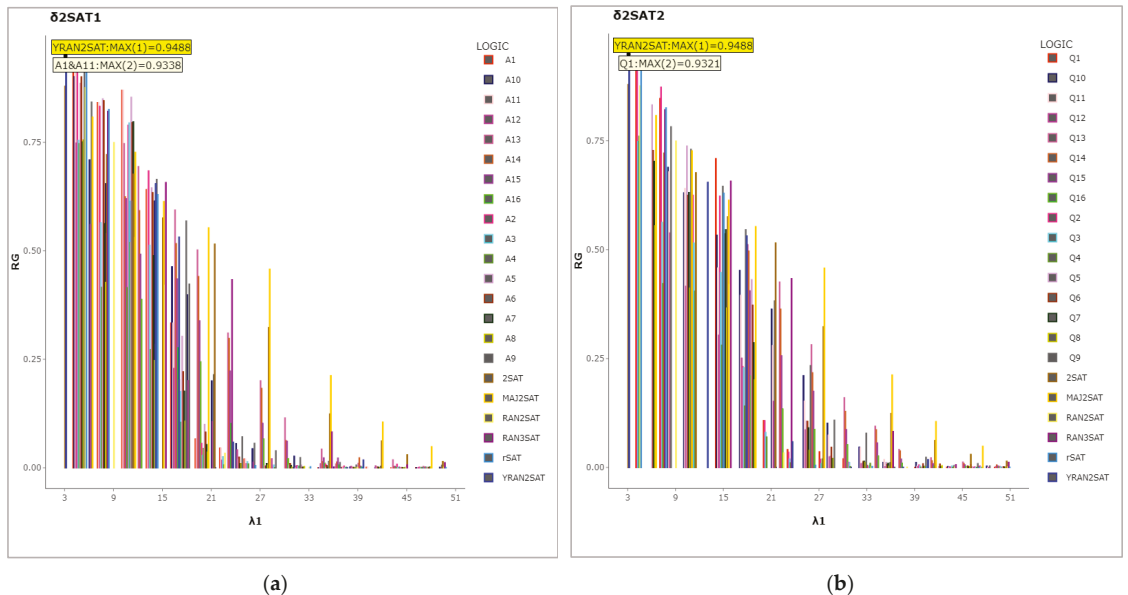 δ2SAT1
YRAN2SAT:MAX(1)=0.9488
A1&A11:MAX(2)=0.9338
RG
0.75
0.50
0.25
0.00
3 9 15 21 27 33 39 45 51
λ1
LOGIC
A1
A10
A11
A12
A13
A14
A15
A16
A2
A3
A4
A5
A6
A7
A8
A9
2SAT
MAJ2SAT
RAN2SAT
RAN3SAT
rSAT
YRAN2SAT
(a)
δ2SAT2
YRAN2SAT:MAX(1)=0.9488
Q1:MAX(2)=0.9321
RG
0.75
0.50
0.25
0.00
3 9 15 21 27 33 39 45 51
λ1
LOGIC
Q1
Q10
Q11
Q12
Q13
Q14
Q15
Q16
Q2
Q3
Q4
Q5
Q6
Q7
Q8
Q9
2SAT
MAJ2SAT
RAN2SAT
RAN3SAT
rSAT
YRAN2SAT
(b)